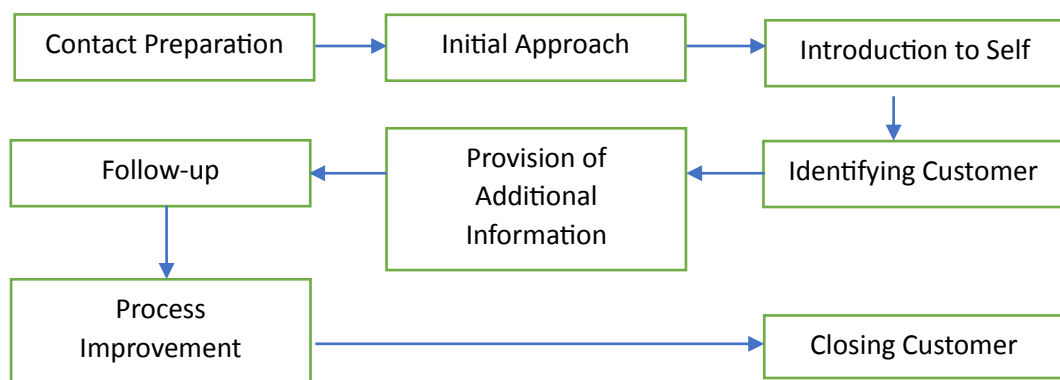 Contact Preparation
Initial Approach
Introduction to Self
Identifying Customer
Provision of
Additional
Information
Follow-up
Process
Improvement
Closing Customer